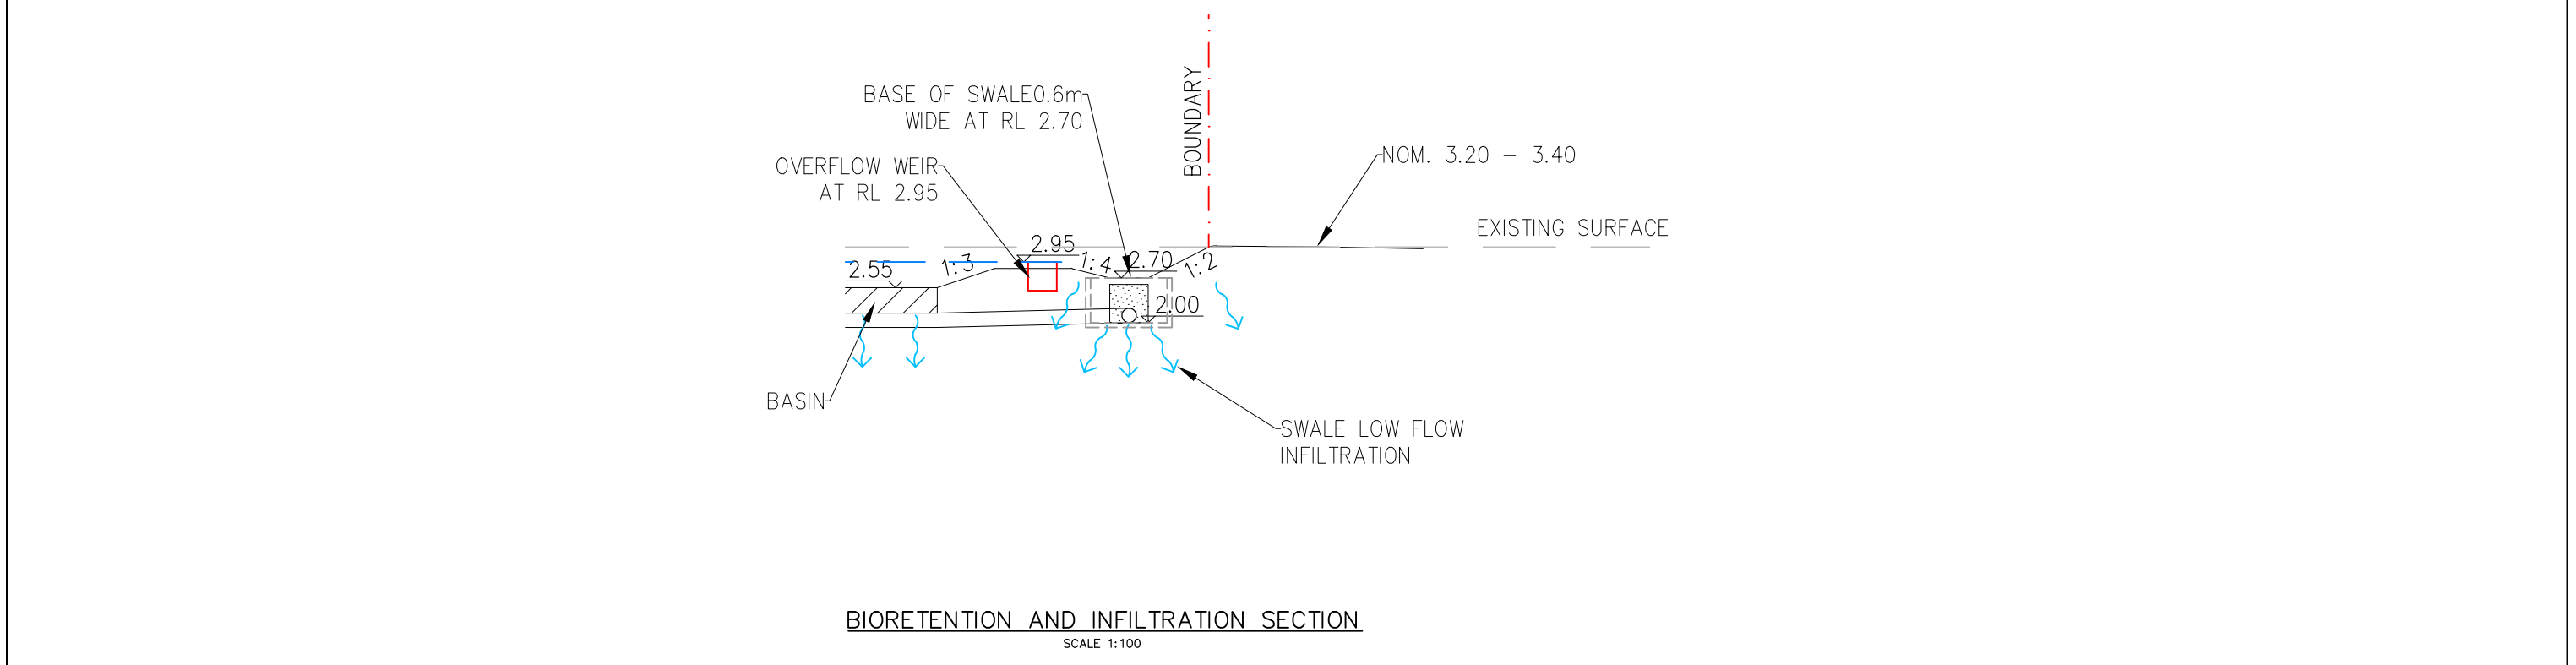 BOUNDARY
BASE OF SWALE0.6m
WIDE AT RL 2.70
OVERFLOW WEIR
AT RL 2.95
NOM. 3.20 - 3.40
EXISTING SURFACE
2.95
2.55
1:3
1:4
2.70
1:2
2.00
BASIN
SWALE LOW FLOW
INFILTRATION
BIORETENTION AND INFILTRATION SECTION
SCALE 1:100